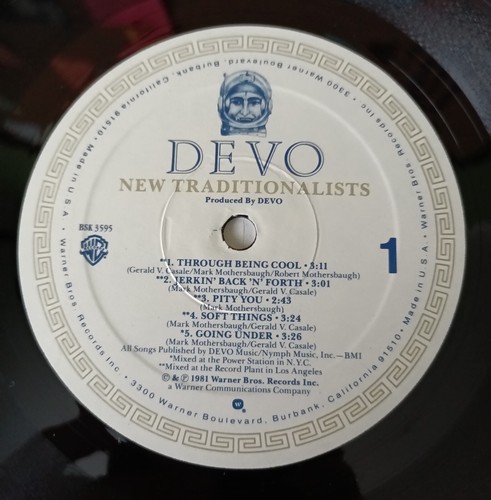 DEVO
NEW TRADITIONALISTS
Produced By DEVO
BSK 3595
1
**1. THROUGH BEING COOL • 3:11
(Gerald V. Casale/Mark Mothersbaugh/Robert Mothersbaugh)
**2. JERKIN' BACK 'N' FORTH • 3:01
(Mark Mothersbaugh/Gerald V. Casale)
**3. PITY YOU • 2:43
(Mark Mothersbaugh)
**4. SOFT THINGS • 3:24
(Mark Mothersbaugh/Gerald V. Casale)
*5. GOING UNDER • 3:26
(Mark Mothersbaugh/Gerald V. Casale)
All Songs Published by DEVO Music/Nymph Music, Inc.—BMI
*Mixed at the Power Station in N.Y.C.
**Mixed at the Record Plant in Los Angeles
© & ℗ 1981 Warner Bros. Records Inc.
a Warner Communications Company
Warner Bros Records Inc. • 3300 Warner Boulevard, Burbank, California 91510 • Made in U.S.A. • Warner Bros. Records Inc • 3300 Warner Boulevard, Burbank, California 91510 • Made in U.S.A. •